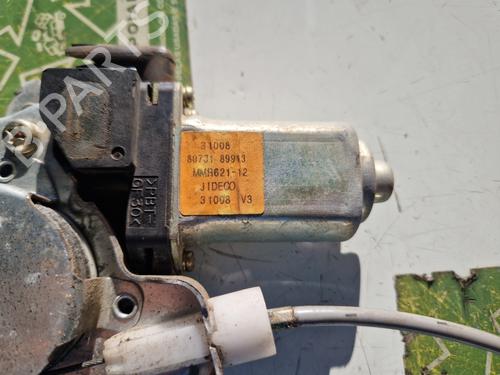 31008
80731-89913
MMR621-12
JIDECO
31008 V3
>PBT-
GF30<